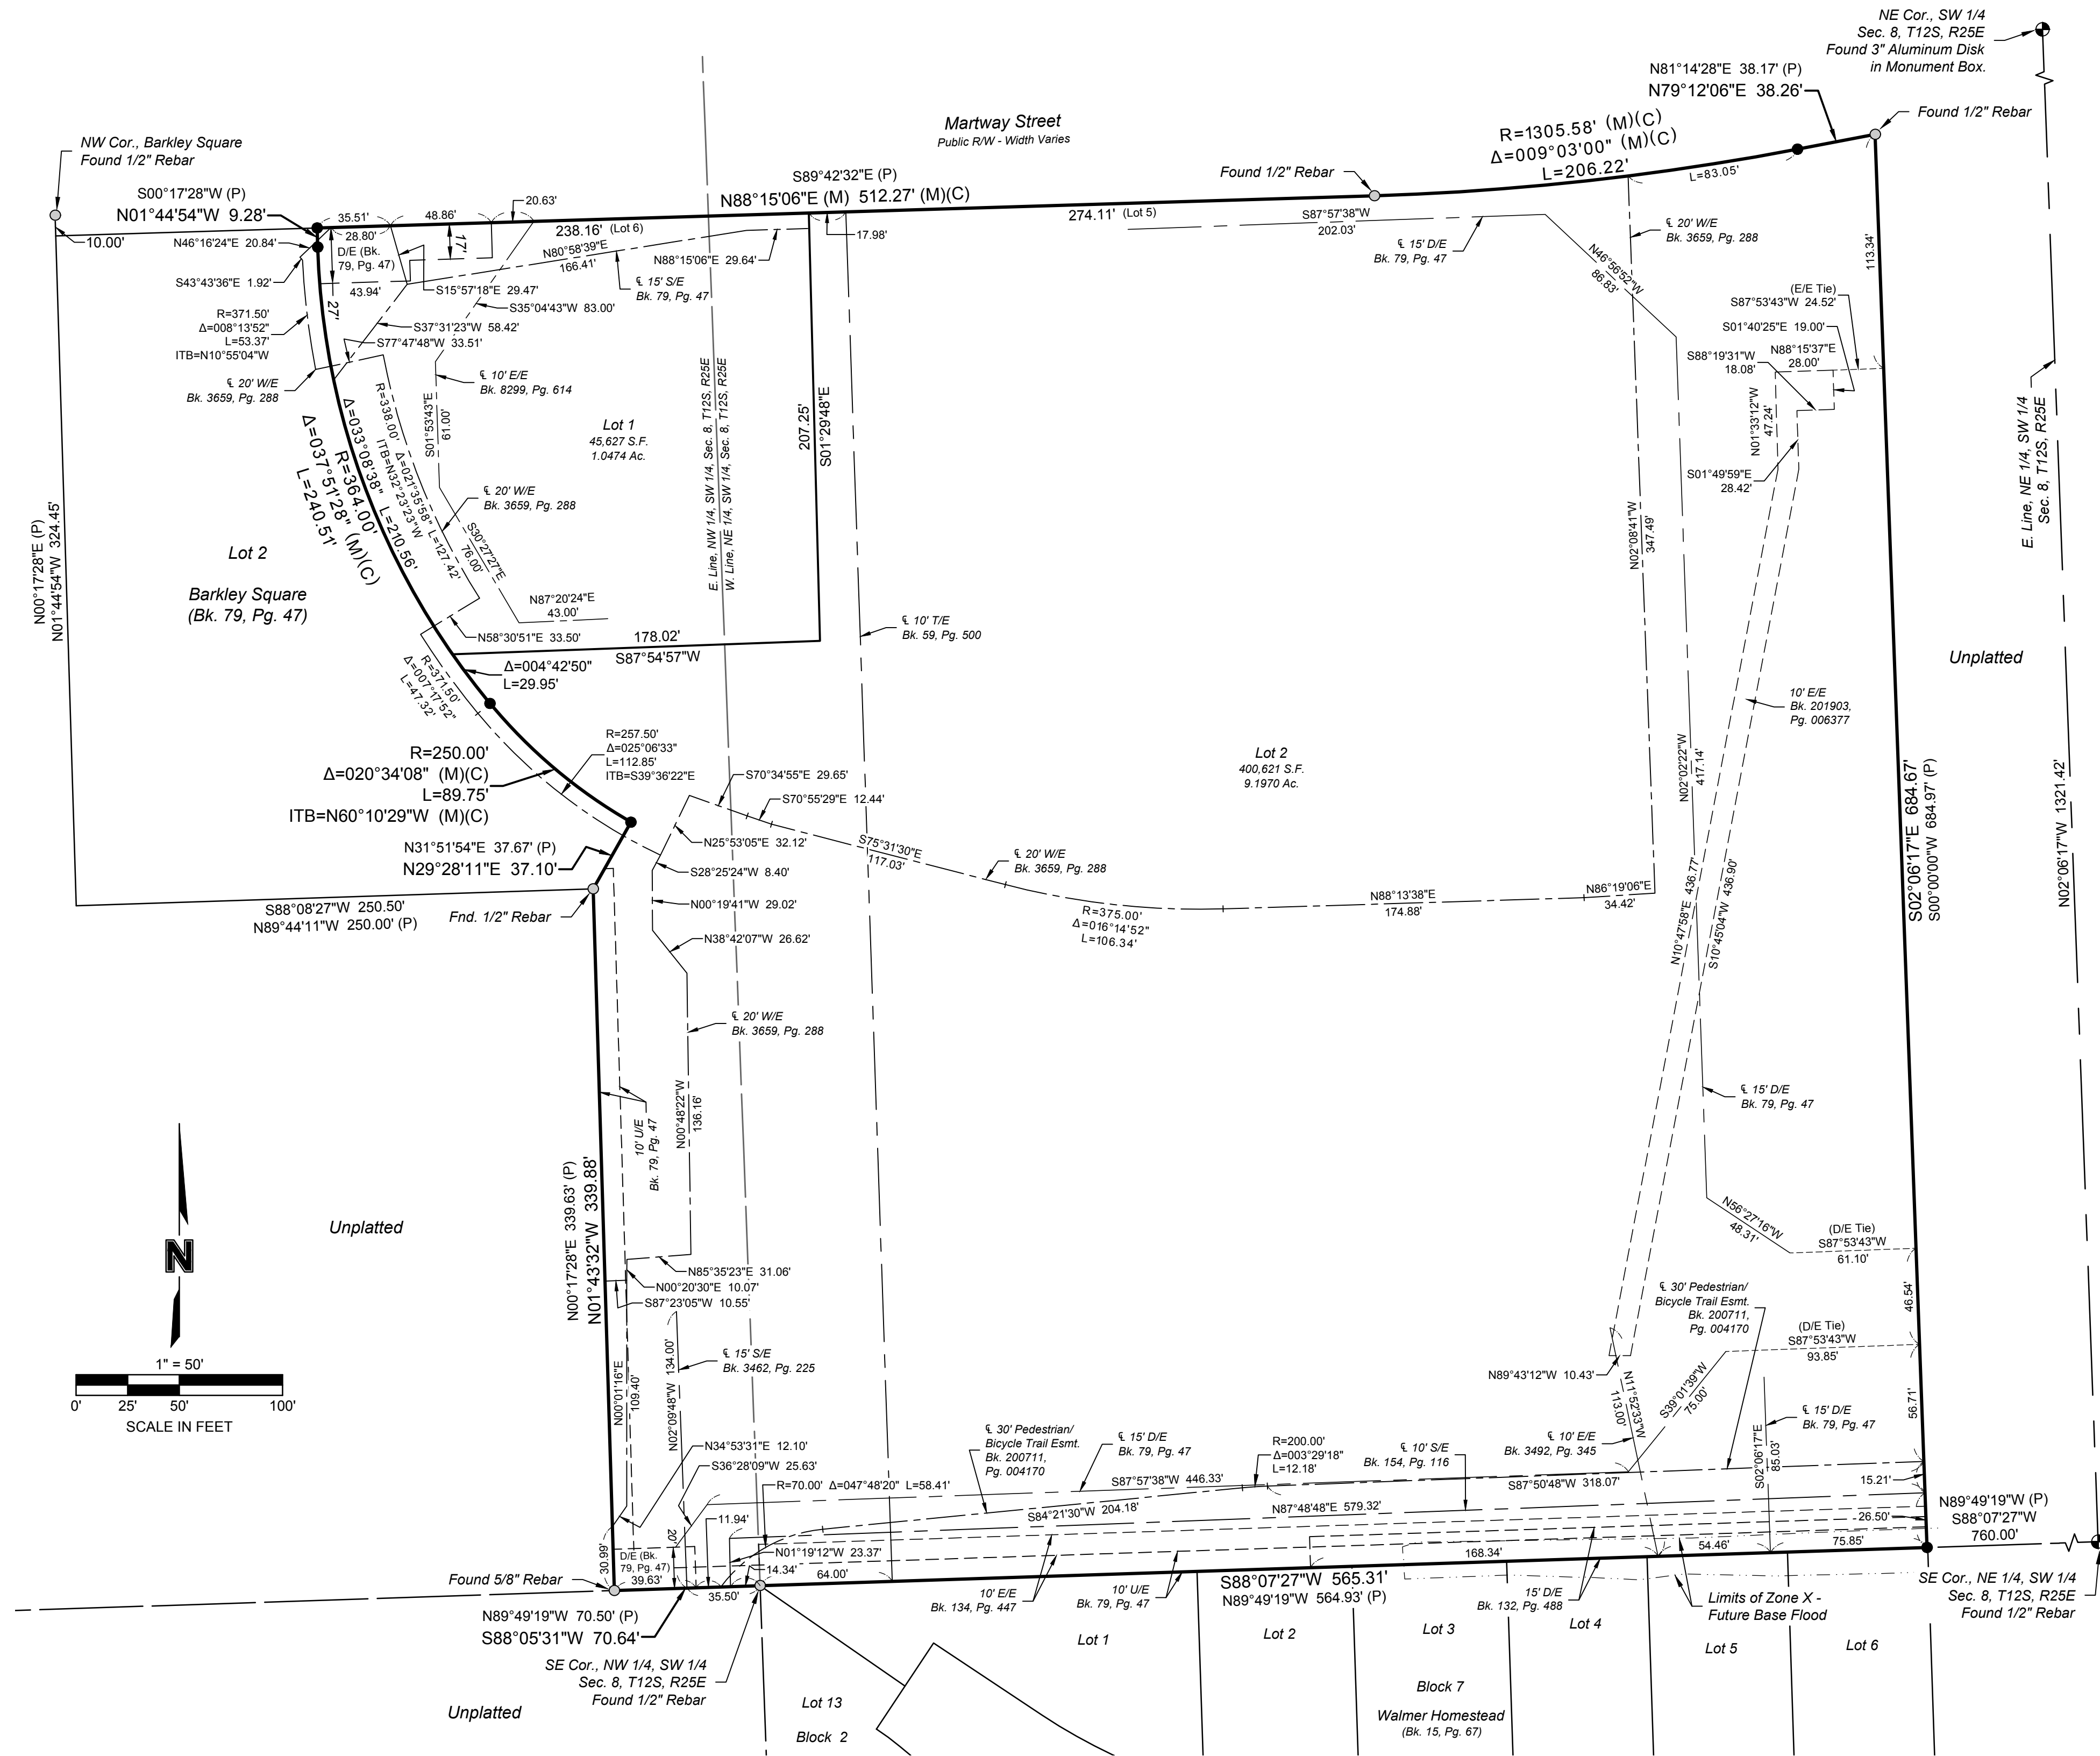 NE Cor., SW 1/4
Sec. 8, T12S, R25E
Found 3" Aluminum Disk
in Monument Box.
N81°14'28"E 38.17' (P)
N79°12'06"E 38.26'
Found 1/2" Rebar
Martway Street
Public R/W - Width Varies
R=1305.58' (M)(C)
Δ=009°03'00" (M)(C)
L=206.22'
L=83.05'
NW Cor., Barkley Square
Found 1/2" Rebar
S00°17'28"W (P)
N01°44'54"W 9.28'
10.00'
S89°42'32"E (P)
N88°15'06"E (M) 512.27' (M)(C)
Found 1/2" Rebar
35.51'
48.86'
20.63'
238.16' (Lot 6)
274.11' (Lot 5)
17.98'
28.80'
D/E (Bk.
79, Pg. 47)
17'
27'
43.94'
N46°16'24"E 20.84'
S43°43'36"E 1.92'
N80°58'39"E
166.41'
N88°15'06"E 29.64'
℄ 15' S/E
Bk. 79, Pg. 47
S15°57'18"E 29.47'
S35°04'43"W 83.00'
S37°31'23"W 58.42'
S77°47'48"W 33.51'
R=371.50'
Δ=008°13'52"
L=53.37'
ITB=N10°55'04"W
℄ 20' W/E
Bk. 3659, Pg. 288
℄ 10' E/E
Bk. 8299, Pg. 614
S01°53'43"E
61.00'
Lot 1
45,627 S.F.
1.0474 Ac.
R=338.00' Δ=021°35'58" L=127.42'
ITB=N32°23'23"W
Δ=033°08'38" L=210.56'
R=364.00'
Δ=037°51'28" (M)(C)
L=240.51'
℄ 20' W/E
Bk. 3659, Pg. 288
S30°27'27"E
76.00'
N87°20'24"E
43.00'
N58°30'51"E 33.50'
178.02'
S87°54'57"W
207.25'
S01°29'48"E
E. Line, NW 1/4, SW 1/4, Sec. 8, T12S, R25E
W. Line, NE 1/4, SW 1/4, Sec. 8, T12S, R25E
℄ 10' T/E
Bk. 59, Pg. 500
S87°57'38"W
202.03'
℄ 15' D/E
Bk. 79, Pg. 47
N46°56'52"W
86.83'
℄ 20' W/E
Bk. 3659, Pg. 288
113.34'
(E/E Tie)
S87°53'43"W 24.52'
S01°40'25"E 19.00'
S88°19'31"W
18.08'
N88°15'37"E
28.00'
N01°33'12"W
47.24'
S01°49'59"E
28.42'
N02°08'41"W
347.49'
E. Line, NE 1/4, SW 1/4
Sec. 8, T12S, R25E
N00°17'28"E (P)
N01°44'54"W 324.45'
Lot 2
Barkley Square
(Bk. 79, Pg. 47)
Δ=004°42'50"
L=29.95'
R=371.50'
Δ=007°17'52"
L=47.32'
R=257.50'
Δ=025°06'33"
L=112.85'
ITB=S39°36'22"E
R=250.00'
Δ=020°34'08" (M)(C)
L=89.75'
ITB=N60°10'29"W (M)(C)
N31°51'54"E 37.67' (P)
N29°28'11"E 37.10'
S88°08'27"W 250.50'
N89°44'11"W 250.00' (P)
Fnd. 1/2" Rebar
S70°34'55"E 29.65'
S70°55'29"E 12.44'
N25°53'05"E 32.12'
S28°25'24"W 8.40'
N00°19'41"W 29.02'
N38°42'07"W 26.62'
S75°31'30"E
117.03'
℄ 20' W/E
Bk. 3659, Pg. 288
R=375.00'
Δ=016°14'52"
L=106.34'
N88°13'38"E
174.88'
N86°19'06"E
34.42'
Lot 2
400,621 S.F.
9.1970 Ac.
N02°02'22"W
417.14'
10' E/E
Bk. 201903,
Pg. 006377
N10°47'58"E 436.77'
S10°45'04"W 436.90'
Unplatted
S02°06'17"E 684.67'
S00°00'00"W 684.97' (P)
N02°06'17"W 1321.42'
℄ 20' W/E
Bk. 3659, Pg. 288
N00°48'22"W
136.16'
10' U/E
Bk. 79, Pg. 47
N00°17'28"E 339.63' (P)
N01°43'32"W 339.88'
Unplatted
N
1" = 50'
0'
25'
50'
100'
SCALE IN FEET
N85°35'23"E 31.06'
N00°20'30"E 10.07'
S87°23'05"W 10.55'
℄ 15' S/E
Bk. 3462, Pg. 225
N02°09'48"W 134.00'
N00°01'16"E
109.40'
℄ 15' D/E
Bk. 79, Pg. 47
N56°27'16"W
48.31'
(D/E Tie)
S87°53'43"W
61.10'
46.54'
℄ 30' Pedestrian/
Bicycle Trail Esmt.
Bk. 200711,
Pg. 004170
(D/E Tie)
S87°53'43"W
93.85'
N89°43'12"W 10.43'
N11°52'33"W
113.00'
S39°01'39"W
75.00'
56.71'
℄ 15' D/E
Bk. 79, Pg. 47
S02°06'17"E
85.03'
N34°53'31"E 12.10'
S36°28'09"W 25.63'
R=70.00' Δ=047°48'20" L=58.41'
℄ 30' Pedestrian/
Bicycle Trail Esmt.
Bk. 200711,
Pg. 004170
℄ 15' D/E
Bk. 79, Pg. 47
R=200.00'
Δ=003°29'18"
L=12.18'
℄ 10' S/E
Bk. 154, Pg. 116
℄ 10' E/E
Bk. 3492, Pg. 345
S87°57'38"W 446.33'
S87°50'48"W 318.07'
15.21'
S84°21'30"W 204.18'
N87°48'48"E 579.32'
26.50'
N89°49'19"W (P)
S88°07'27"W
760.00'
11.94'
20'
D/E (Bk.
79, Pg. 47)
39.63'
30.99'
35.50'
N01°19'12"W 23.37'
14.34'
64.00'
168.34'
54.46'
75.85'
Found 5/8" Rebar
N89°49'19"W 70.50' (P)
S88°05'31"W 70.64'
SE Cor., NW 1/4, SW 1/4
Sec. 8, T12S, R25E
Found 1/2" Rebar
10' E/E
Bk. 134, Pg. 447
10' U/E
Bk. 79, Pg. 47
S88°07'27"W 565.31'
N89°49'19"W 564.93' (P)
15' D/E
Bk. 132, Pg. 488
Limits of Zone X -
Future Base Flood
SE Cor., NE 1/4, SW 1/4
Sec. 8, T12S, R25E
Found 1/2" Rebar
Unplatted
Lot 13
Block 2
Lot 1
Lot 2
Lot 3
Lot 4
Lot 5
Lot 6
Block 7
Walmer Homestead
(Bk. 15, Pg. 67)